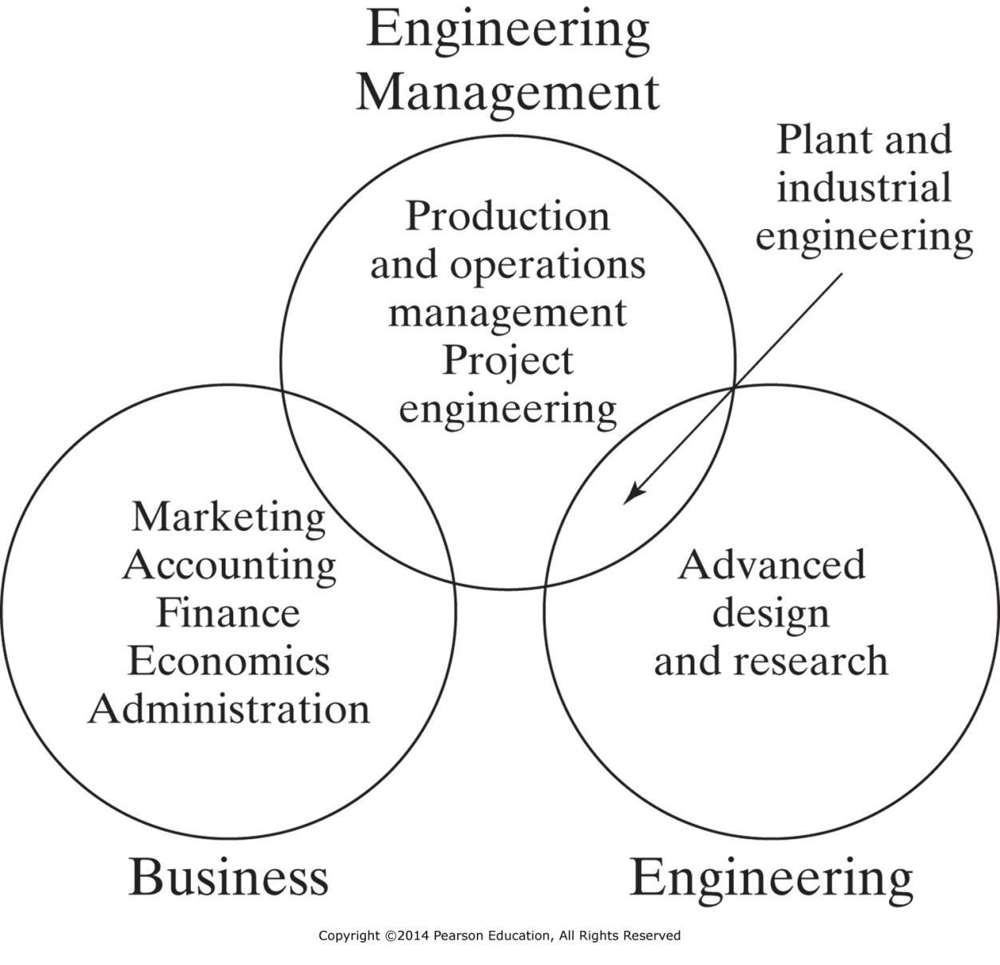 Engineering
Management
Plant and
industrial
engineering
Production
and operations
management
Project
engineering
Marketing
Accounting
Finance
Economics
Administration
Advanced
design
and research
Business
Engineering
Copyright ©2014 Pearson Education, All Rights Reserved